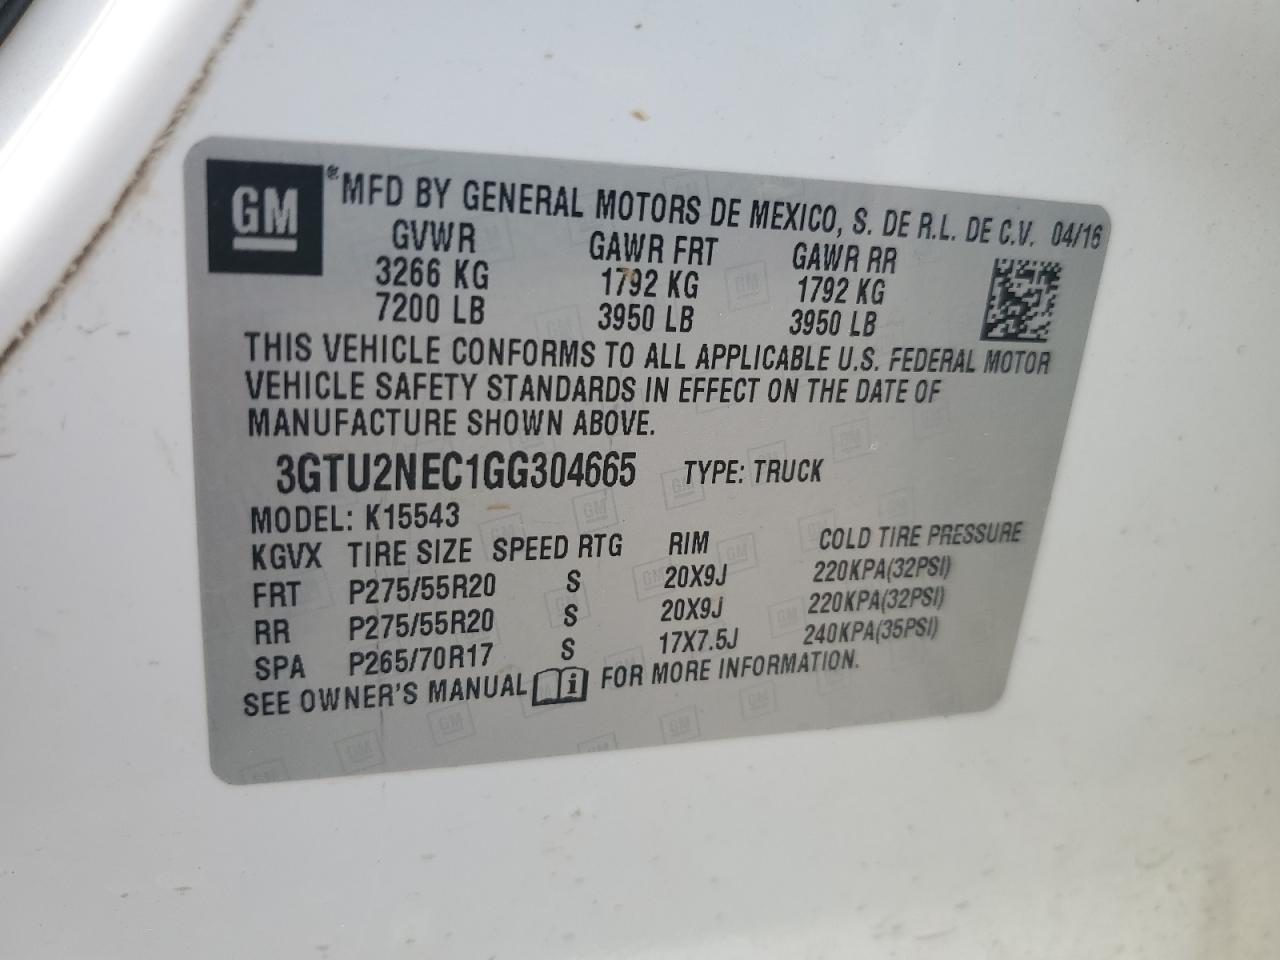 GM
®MFD BY GENERAL MOTORS DE MEXICO, S. DE R.L. DE C.V. 04/16
GVWR GAWR FRT GAWR RR
3266 KG 1792 KG 1792 KG
7200 LB 3950 LB 3950 LB
THIS VEHICLE CONFORMS TO ALL APPLICABLE U.S. FEDERAL MOTOR
VEHICLE SAFETY STANDARDS IN EFFECT ON THE DATE OF
MANUFACTURE SHOWN ABOVE.
3GTU2NEC1GG304665 TYPE: TRUCK
MODEL: K15543
KGVX TIRE SIZE SPEED RTG RIM COLD TIRE PRESSURE
FRT P275/55R20 S 20X9J 220KPA(32PSI)
RR P275/55R20 S 20X9J 220KPA(32PSI)
SPA P265/70R17 S 17X7.5J 240KPA(35PSI)
SEE OWNER'S MANUAL i FOR MORE INFORMATION.